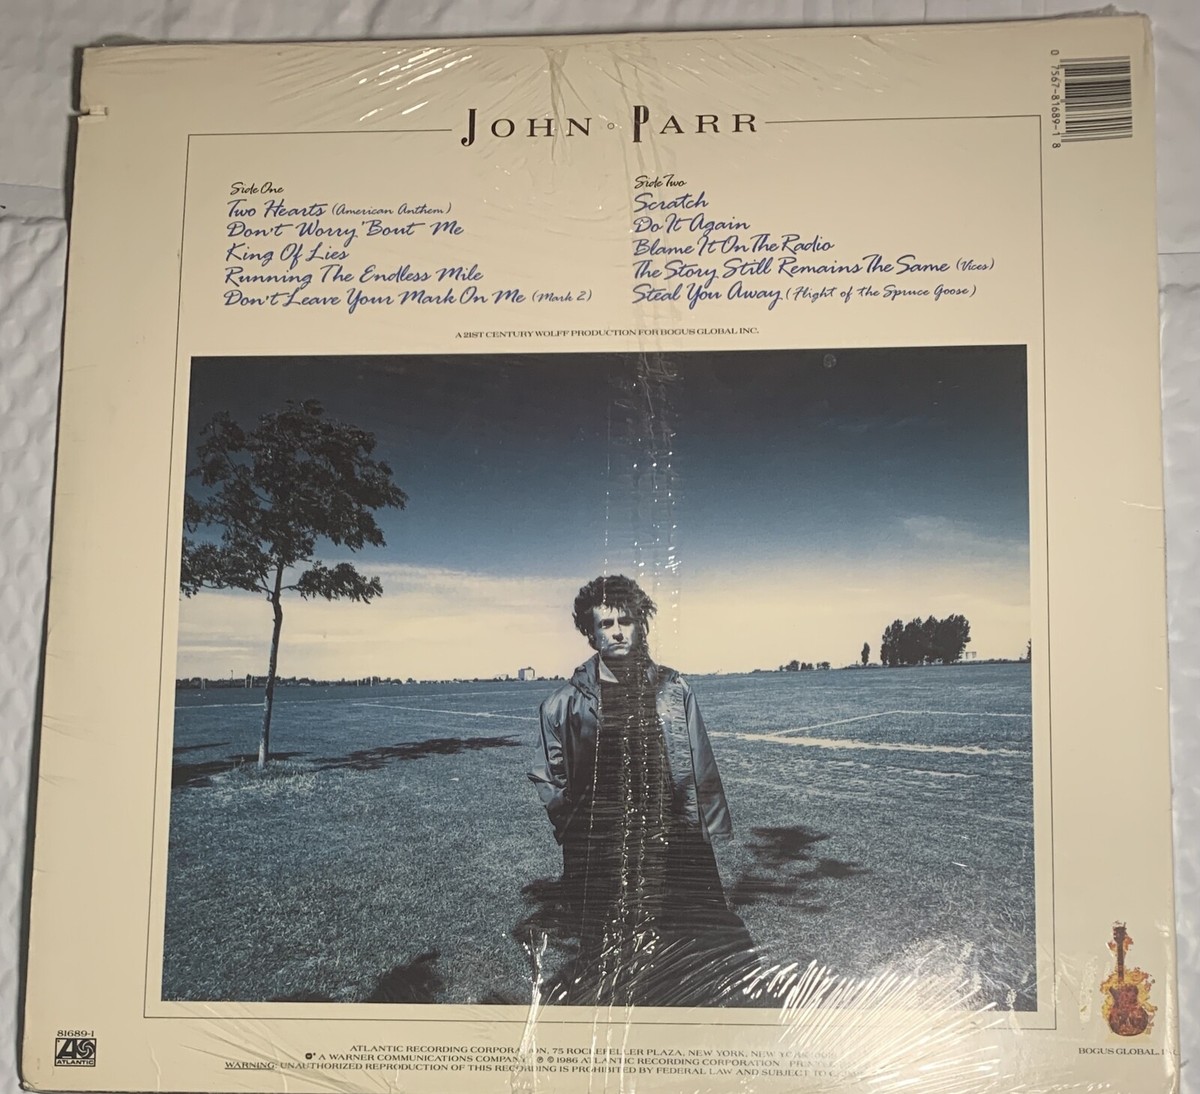 JOHN ◦ PARR
0 7567-81689-1 8
Side One
Two Hearts (American Anthem)
Don't Worry 'Bout Me
King Of Lies
Running The Endless Mile
Don't Leave Your Mark On Me (Mark 2)
Side Two
Scratch
Do It Again
Blame It On The Radio
The Story Still Remains The Same (Vices)
Steal You Away (Flight of the Spruce Goose)
A 21ST CENTURY WOLFF PRODUCTION FOR BOGUS GLOBAL INC.
81689-1
ATLANTIC
ATLANTIC RECORDING CORPORATION, 75 ROCKEFELLER PLAZA, NEW YORK, NEW YORK
A WARNER COMMUNICATIONS COMPANY ℗ © 1986 ATLANTIC RECORDING CORPORATION
WARNING: UNAUTHORIZED REPRODUCTION OF THIS RECORDING IS PROHIBITED BY FEDERAL LAW AND SUBJECT TO
BOGUS GLOBAL